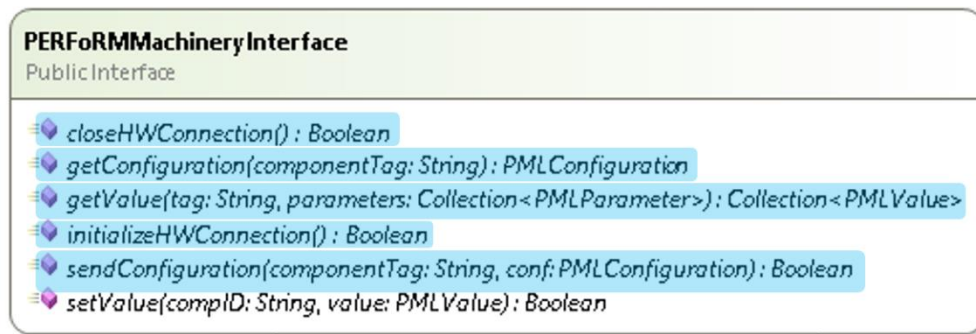 PERFoRMMachineryInterface
Public Interface
closeHWConnection() : Boolean
getConfiguration(componentTag: String) : PMLConfiguration
getValue(tag: String, parameters: Collection<PMLParameter>) : Collection<PMLValue>
initializeHWConnection() : Boolean
sendConfiguration(componentTag: String, conf: PMLConfiguration) : Boolean
setValue(compID: String, value: PMLValue) : Boolean